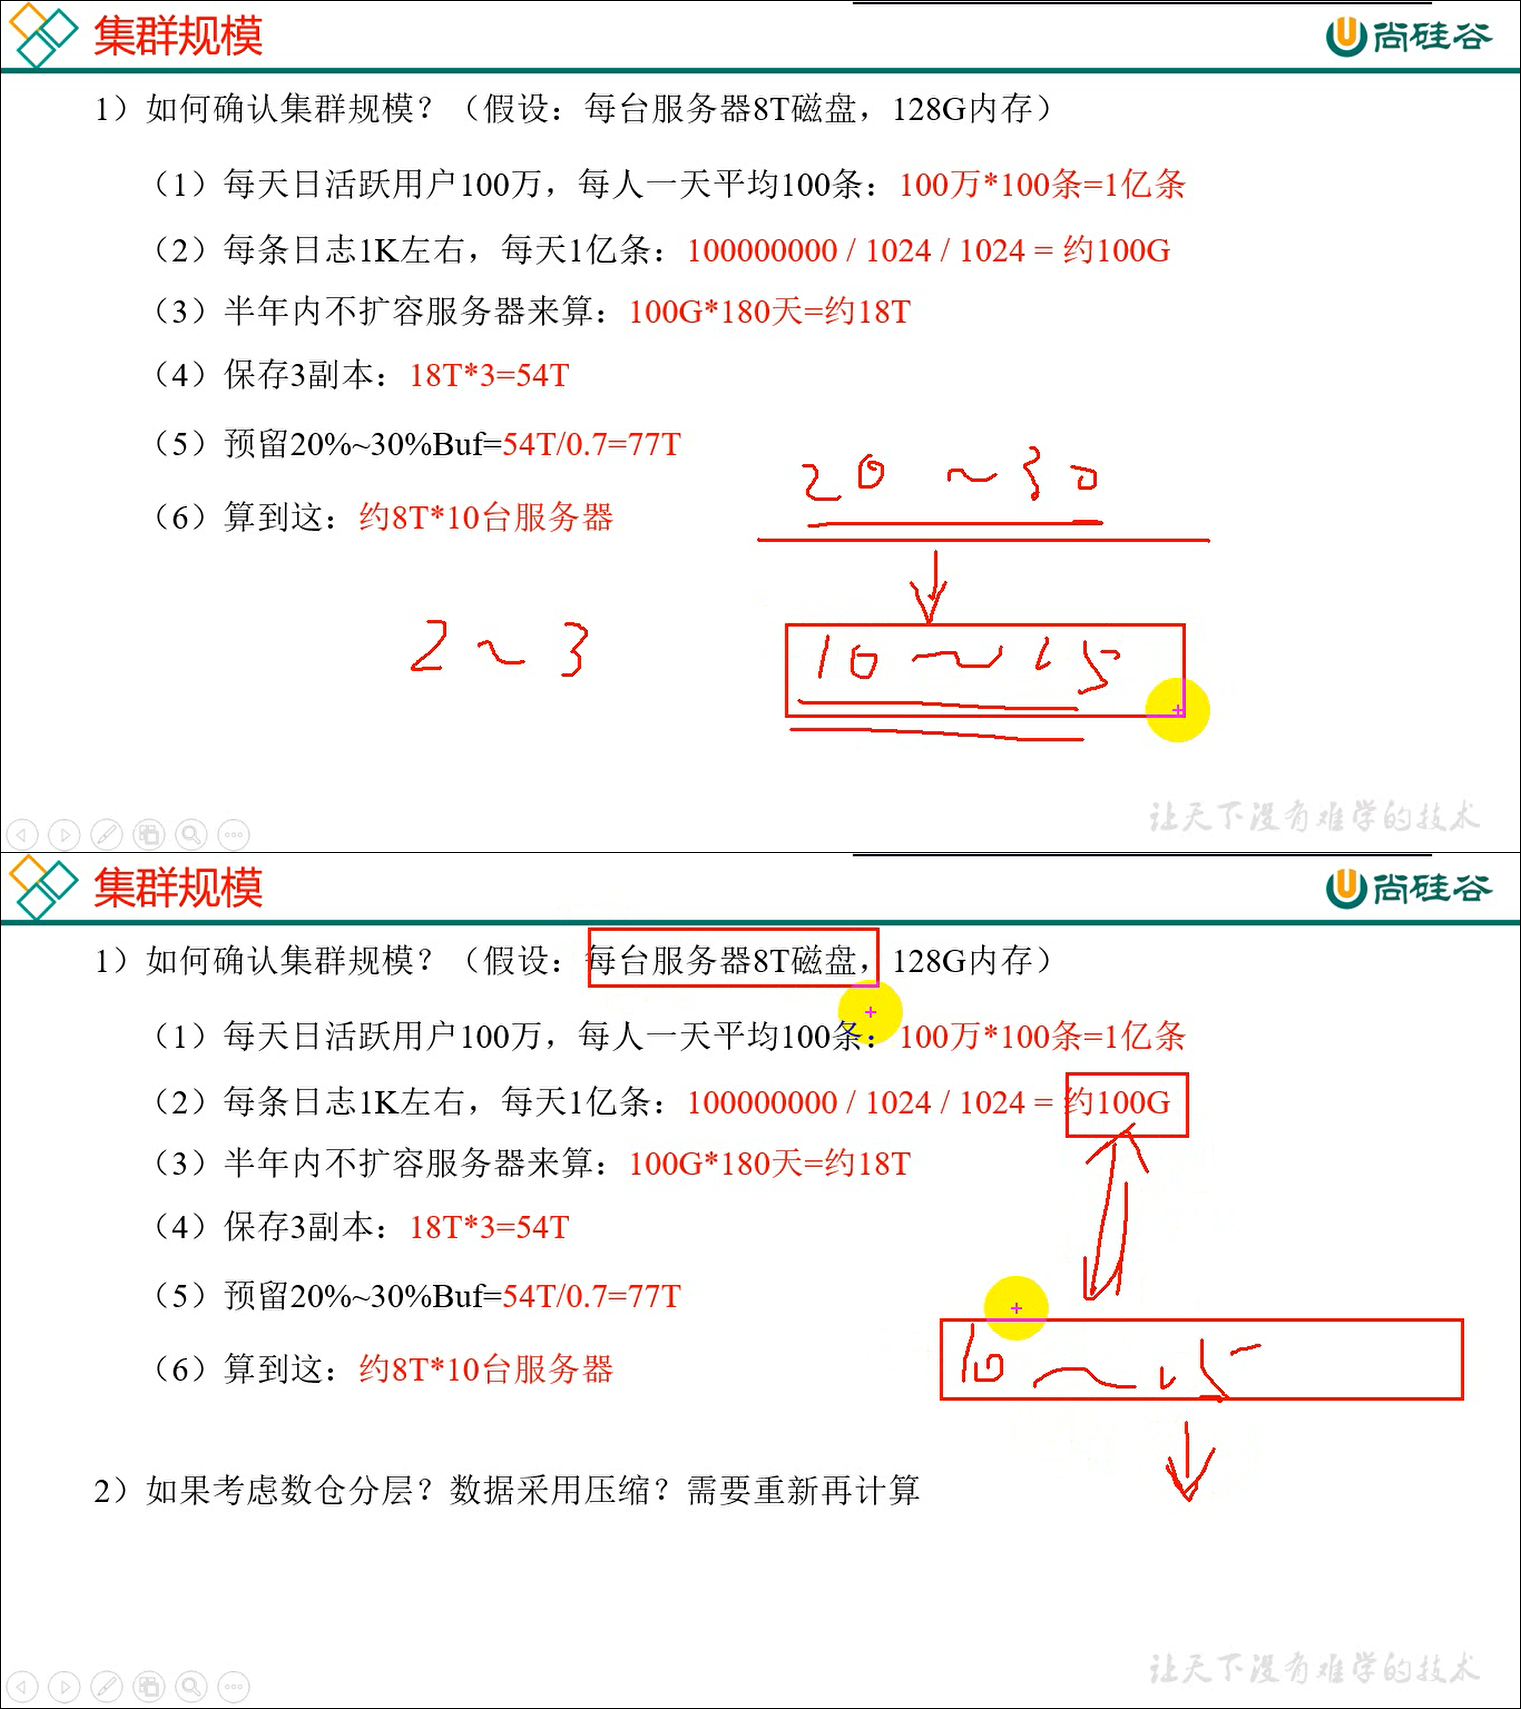 集群规模
尚硅谷
1）如何确认集群规模？（假设：每台服务器8T磁盘，128G内存）
（1）每天日活跃用户100万，每人一天平均100条：100万*100条=1亿条
（2）每条日志1K左右，每天1亿条：100000000 / 1024 / 1024 = 约100G
（3）半年内不扩容服务器来算：100G*180天=约18T
（4）保存3副本：18T*3=54T
（5）预留20%~30%Buf=54T/0.7=77T
20 ~ 30
（6）算到这：约8T*10台服务器
2 ~ 3
10 ~ 15
让天下没有难学的技术
集群规模
尚硅谷
1）如何确认集群规模？（假设：每台服务器8T磁盘，128G内存）
（1）每天日活跃用户100万，每人一天平均100条：100万*100条=1亿条
（2）每条日志1K左右，每天1亿条：100000000 / 1024 / 1024 = 约100G
（3）半年内不扩容服务器来算：100G*180天=约18T
（4）保存3副本：18T*3=54T
（5）预留20%~30%Buf=54T/0.7=77T
（6）算到这：约8T*10台服务器
10 ~ 15
2）如果考虑数仓分层？数据采用压缩？需要重新再计算
让天下没有难学的技术